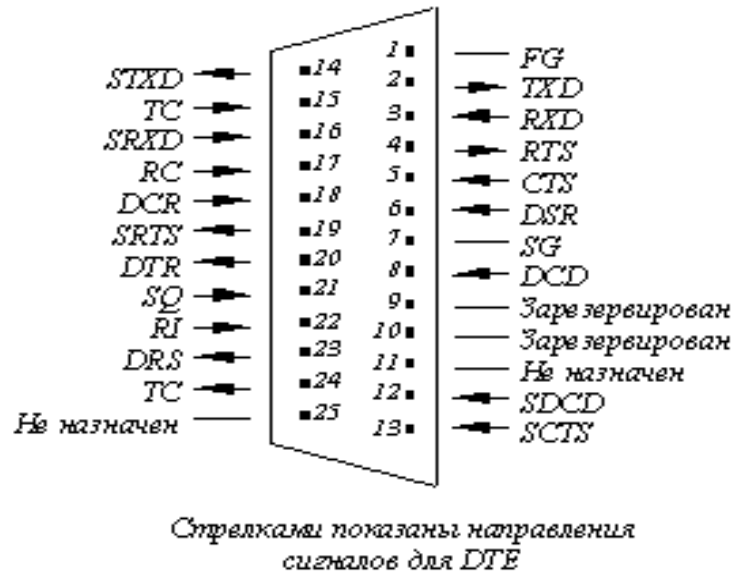 1 FG
STXD 14
2 TXD
TC 15
3 RXD
SRXD 16
4 RTS
RC 17
5 CTS
DCR 18
6 DSR
SRTS 19
7 SG
DTR 20
8 DCD
SQ 21
9 Зарезервирован
RI 22
10 Зарезервирован
DRS 23
11 Не назначен
TC 24
12 SDCD
Не назначен 25
13 SCTS
Стрелками показаны направления
сигналов для DTE